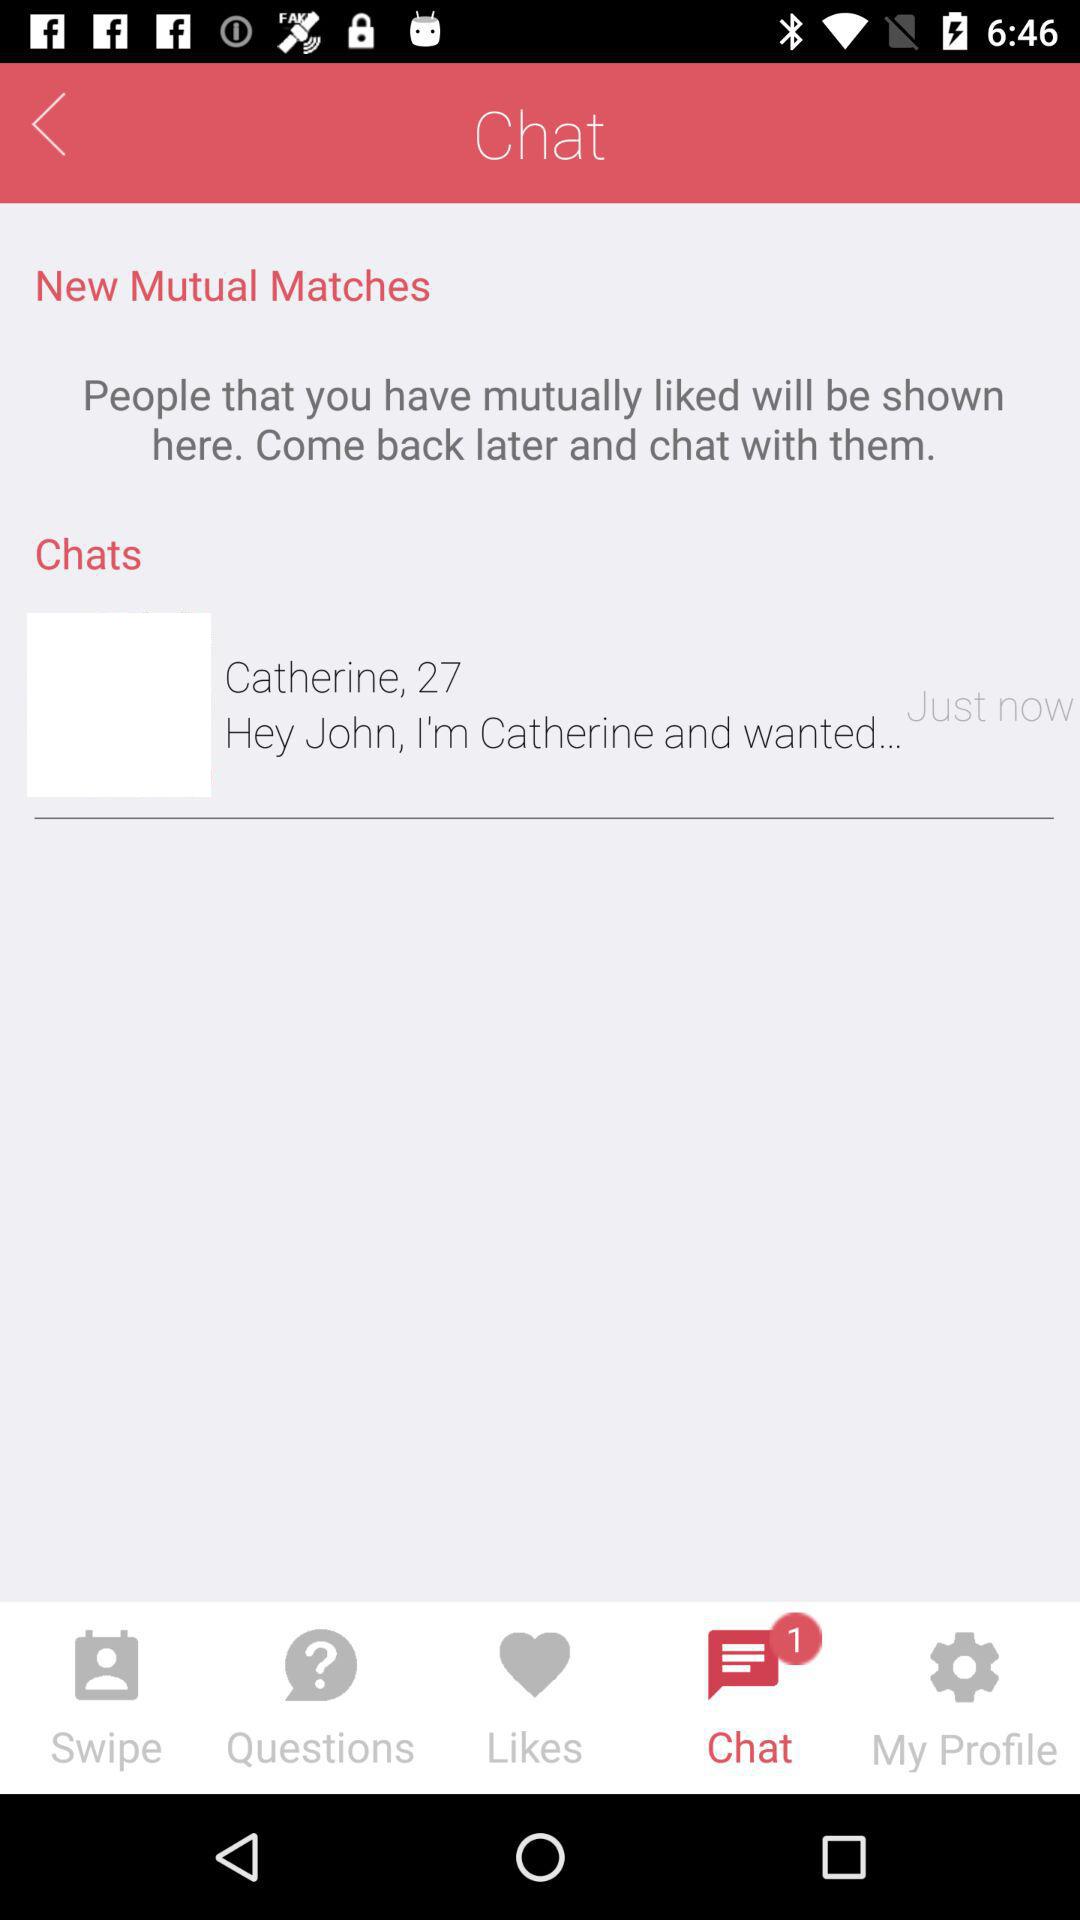 FAKE
6:46
Chat
New Mutual Matches
People that you have mutually liked will be shown
here. Come back later and chat with them.
Chats
Catherine, 27
Hey John, I'm Catherine and wanted...
Just now
1
Swipe
Questions
Likes
Chat
My Profile